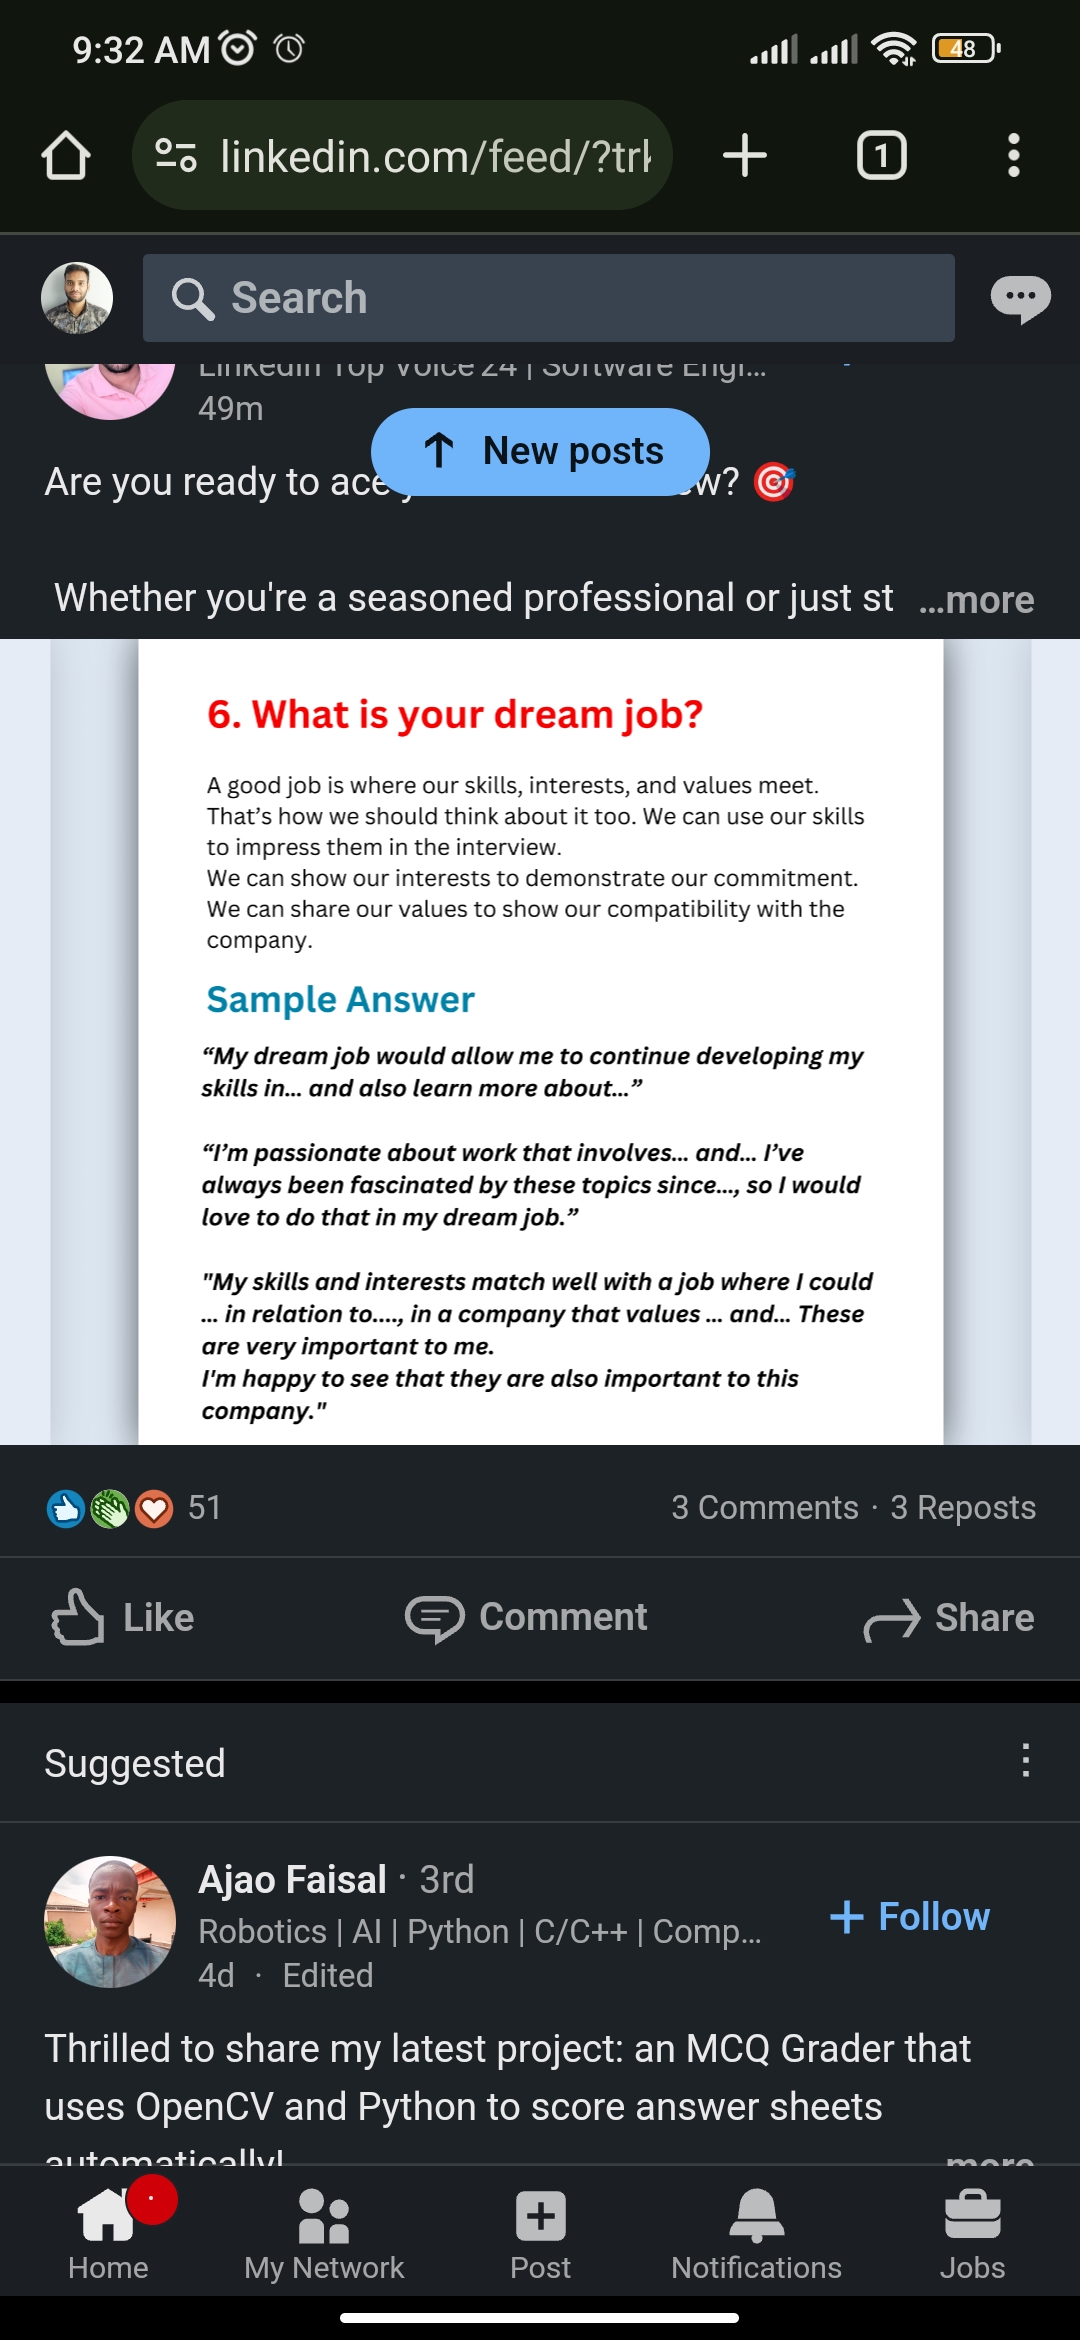 9:32 AM
48
linkedin.com/feed/?trk
1
Search
LinkedIn Top Voice 24 | Software Engi...
49m
New posts
Are you ready to ace w? 🎯
Whether you're a seasoned professional or just st ...more
6. What is your dream job?
A good job is where our skills, interests, and values meet.
That's how we should think about it too. We can use our skills
to impress them in the interview.
We can show our interests to demonstrate our commitment.
We can share our values to show our compatibility with the
company.
Sample Answer
“My dream job would allow me to continue developing my
skills in... and also learn more about...”
“I’m passionate about work that involves... and... I’ve
always been fascinated by these topics since..., so I would
love to do that in my dream job.”
"My skills and interests match well with a job where I could
... in relation to...., in a company that values ... and... These
are very important to me.
I'm happy to see that they are also important to this
company."
51
3 Comments · 3 Reposts
Like
Comment
Share
Suggested
Ajao Faisal · 3rd
Robotics | AI | Python | C/C++ | Comp...
+ Follow
4d · Edited
Thrilled to share my latest project: an MCQ Grader that
uses OpenCV and Python to score answer sheets
automatically! more
Home
My Network
Post
Notifications
Jobs